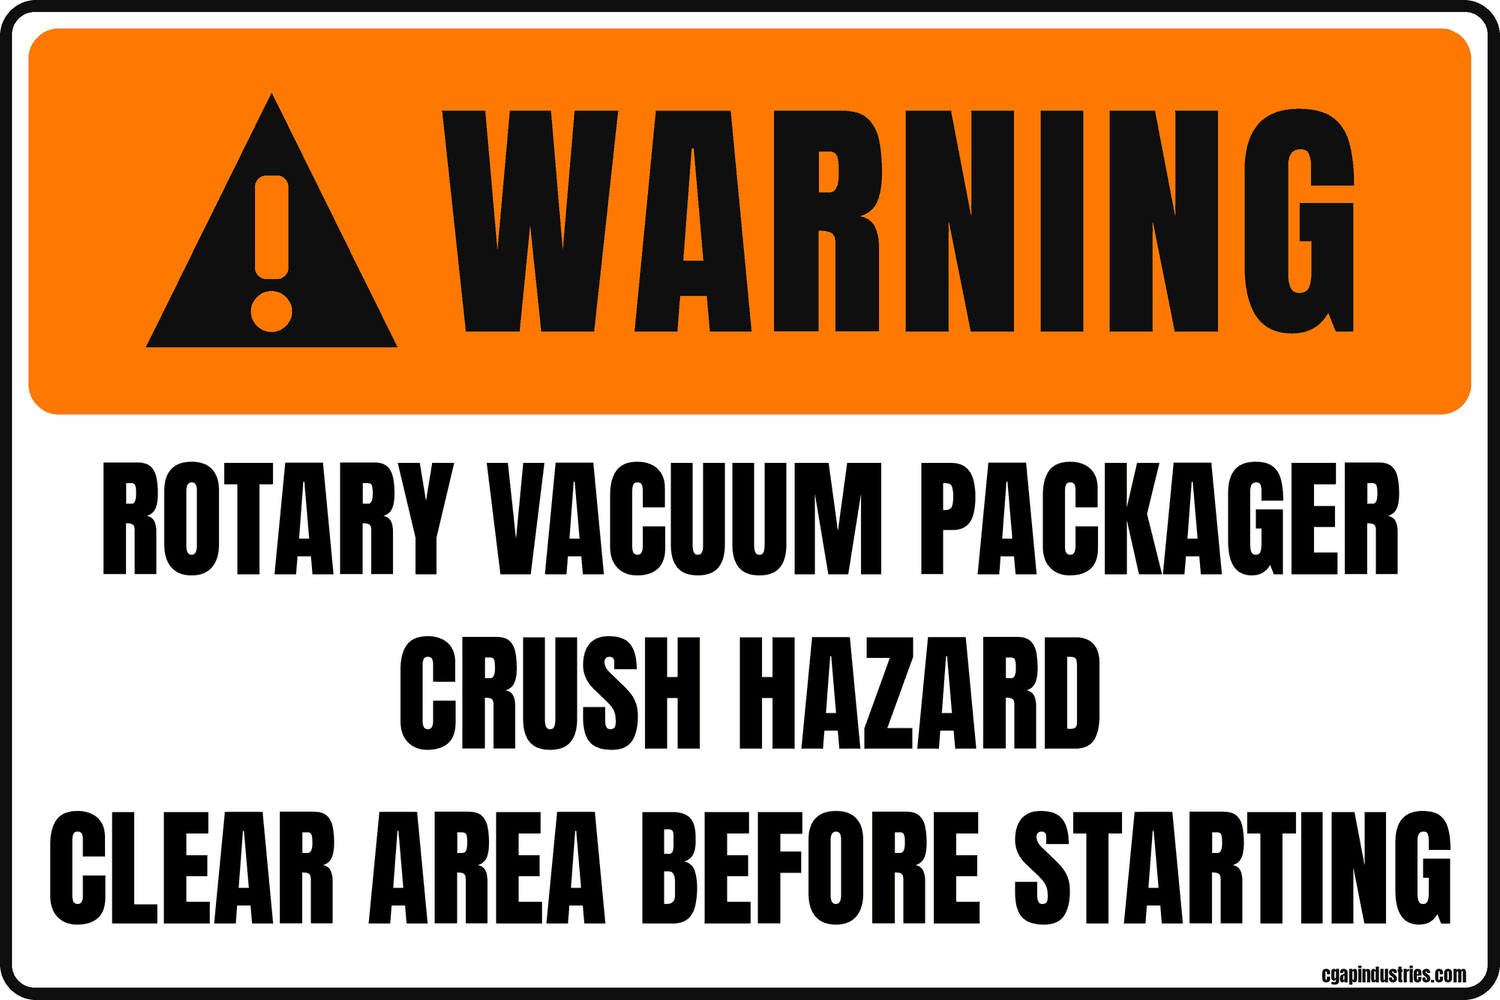 WARNING
ROTARY VACUUM PACKAGER
CRUSH HAZARD
CLEAR AREA BEFORE STARTING
cgapindustries.com